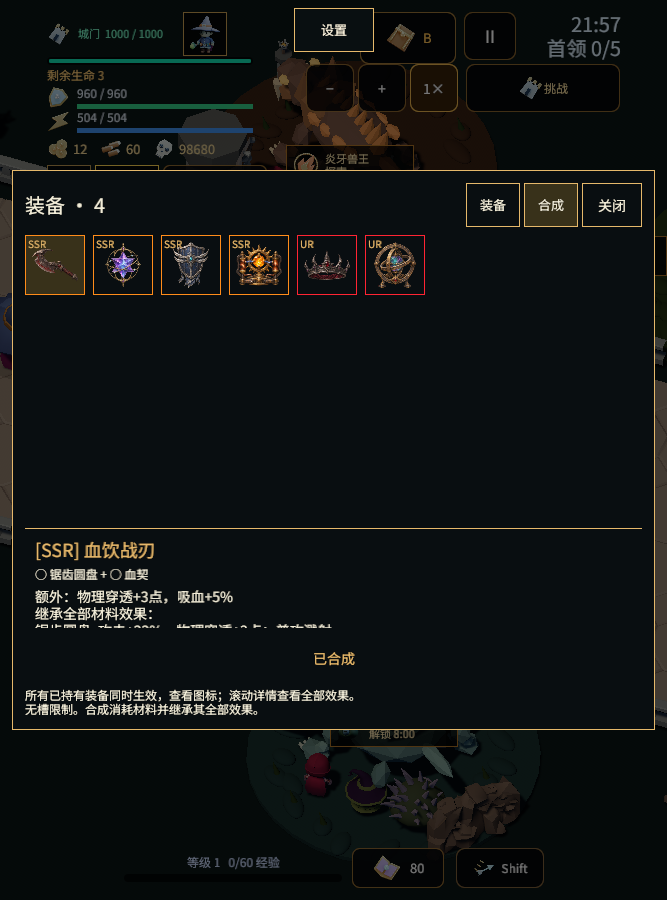 城门 1000 / 1000
设置
B
21:57
首领 0/5
剩余生命 3
960 / 960
504 / 504
12 60 98680
－ ＋ 1× 挑战
炎牙兽王
装备 · 4
装备 合成 关闭
SSR SSR SSR SSR UR UR
[SSR] 血饮战刃
〇 锯齿圆盘 + 〇 血契
额外：物理穿透+3点，吸血+5%
继承全部材料效果：
已合成
所有已持有装备同时生效，查看图标；滚动详情查看全部效果。
无槽限制。合成消耗材料并继承其全部效果。
解锁 8:00
等级 1 0/60 经验
80
Shift